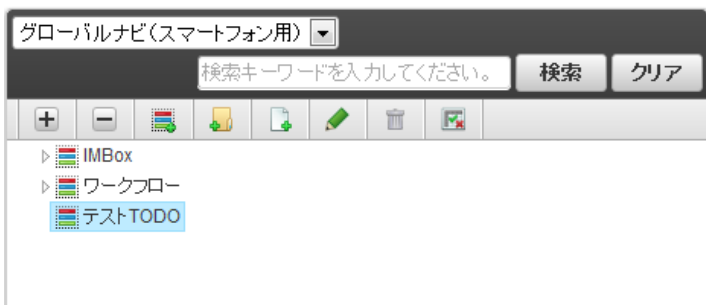 グローバルナビ(スマートフォン用)
検索キーワードを入力してください。 検索 クリア
IMBox
ワークフロー
テストTODO